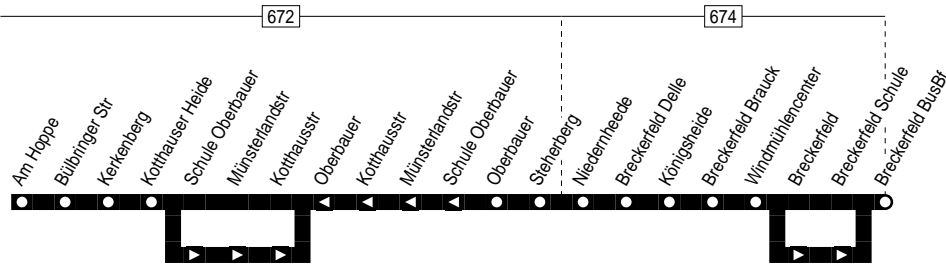 672
674
Am Hoppe
Bülbringer Str
Kerkenberg
Kotthauser Heide
Schule Oberbauer
Münsterlandstr
Kotthausstr
Oberbauer
Kotthausstr
Münsterlandstr
Schule Oberbauer
Oberbauer
Steherberg
Niedernheede
Breckerfeld Delle
Königsheide
Breckerfeld Brauck
Windmühlencenter
Breckerfeld
Breckerfeld Schule
Breckerfeld BusBf